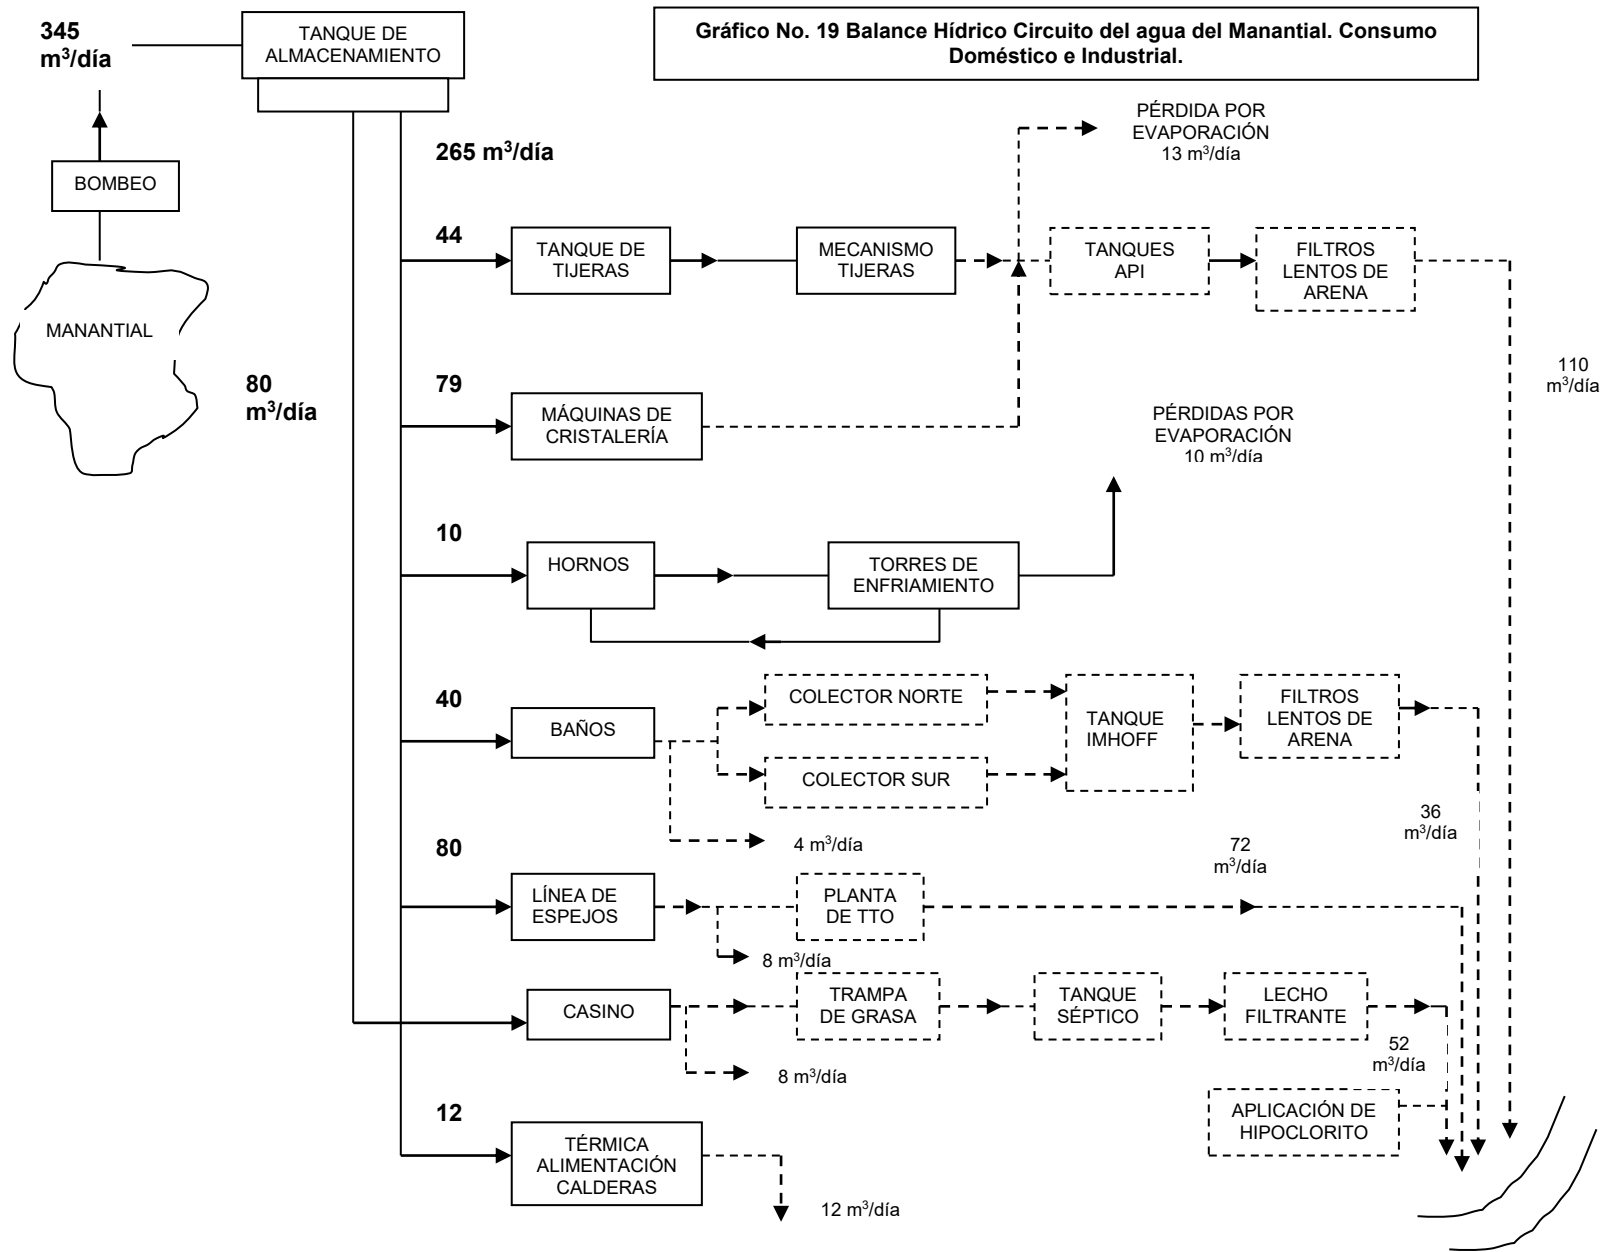 345
m³/día
TANQUE DE
ALMACENAMIENTO
Gráfico No. 19 Balance Hídrico Circuito del agua del Manantial. Consumo
Doméstico e Industrial.
BOMBEO
MANANTIAL
80
m³/día
265 m³/día
PÉRDIDA POR
EVAPORACIÓN
13 m³/día
44
TANQUE DE
TIJERAS
MECANISMO
TIJERAS
TANQUES
API
FILTROS
LENTOS DE
ARENA
110
m³/día
79
MÁQUINAS DE
CRISTALERÍA
PÉRDIDAS POR
EVAPORACIÓN
10 m³/día
10
HORNOS
TORRES DE
ENFRIAMIENTO
40
BAÑOS
COLECTOR NORTE
COLECTOR SUR
TANQUE
IMHOFF
FILTROS
LENTOS DE
ARENA
36
m³/día
4 m³/día
80
LÍNEA DE
ESPEJOS
PLANTA
DE TTO
72
m³/día
8 m³/día
CASINO
TRAMPA
DE GRASA
TANQUE
SÉPTICO
LECHO
FILTRANTE
52
m³/día
8 m³/día
APLICACIÓN DE
HIPOCLORITO
12
TÉRMICA
ALIMENTACIÓN
CALDERAS
12 m³/día